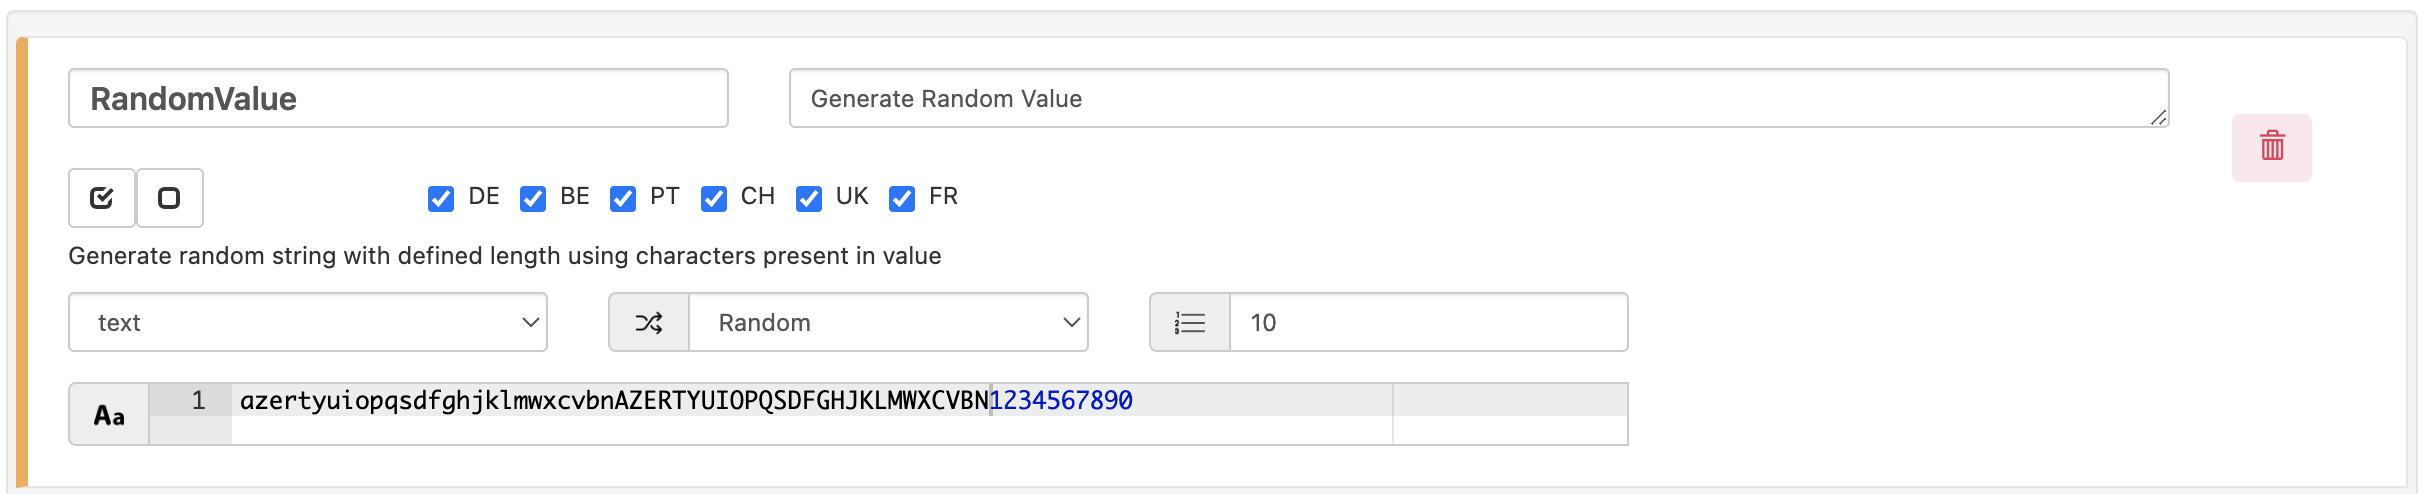 RandomValue
Generate Random Value
DE BE PT CH UK FR
Generate random string with defined length using characters present in value
text
Random
10
Aa
1 azertyuiopqsdfghjklmwxcvbnAZERTYUIOPQSDFGHJKLMWXCVBN1234567890